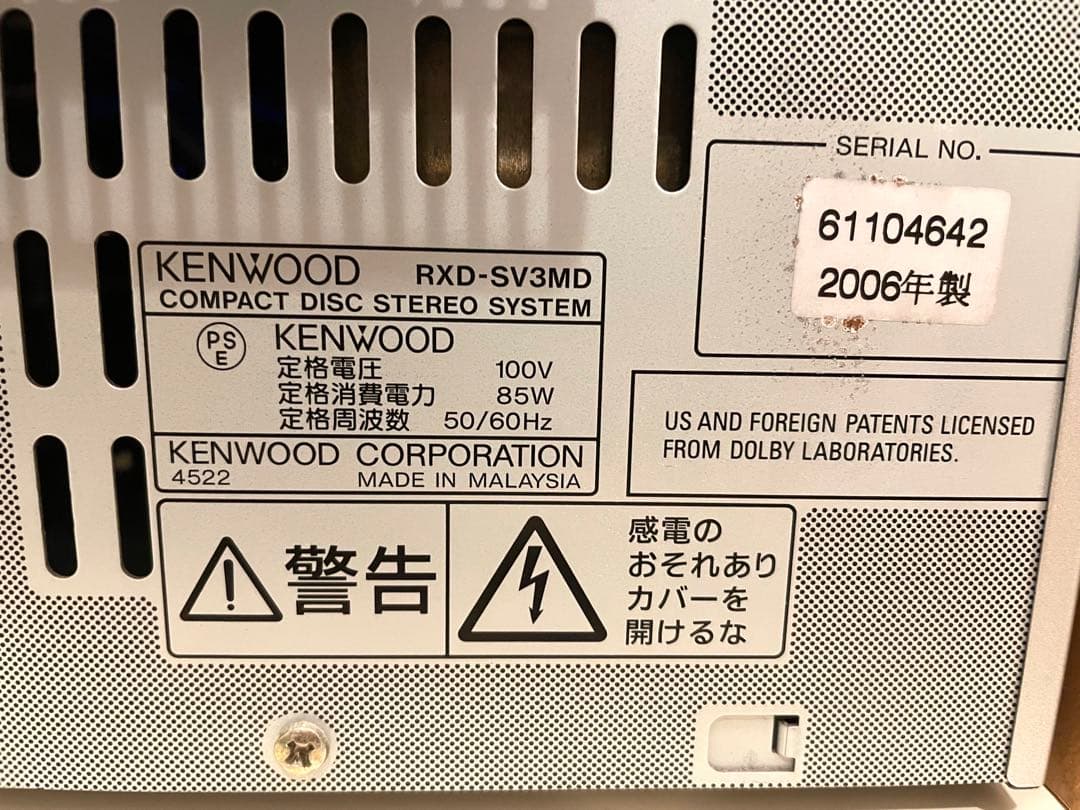 SERIAL NO.
61104642
2006年製
KENWOOD RXD-SV3MD
COMPACT DISC STEREO SYSTEM
PS
E
KENWOOD
定格電圧 100V
定格消費電力 85W
定格周波数 50/60Hz
KENWOOD CORPORATION
4522 MADE IN MALAYSIA
US AND FOREIGN PATENTS LICENSED
FROM DOLBY LABORATORIES.
警告
感電の
おそれあり
カバーを
開けるな